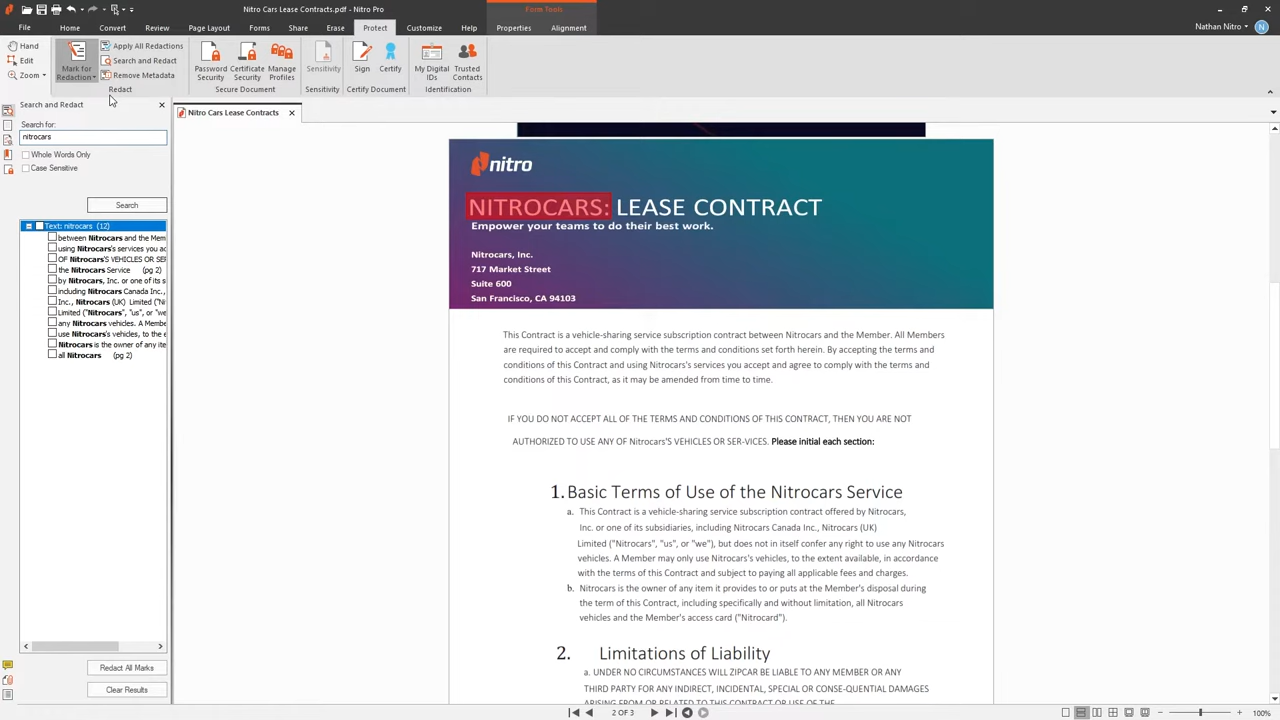 Nitro Cars Lease Contracts.pdf - Nitro Pro
Form Tools
File
Home
Convert
Review
Page Layout
Forms
Share
Erase
Protect
Customize
Help
Properties
Alignment
Nathan Nitro
N
Hand
Edit
Zoom
Mark for
Redaction
Apply All Redactions
Search and Redact
Remove Metadata
Redact
Password
Security
Certificate
Security
Manage
Profiles
Secure Document
Sensitivity
Sensitivity
Sign
Certify
Certify Document
My Digital
IDs
Trusted
Contacts
Identification
Search and Redact
Search for:
nitrocars
Whole Words Only
Case Sensitive
Search
Text: nitrocars (12)
between Nitrocars and the Mem
using Nitrocars's services you ac
OF Nitrocars'S VEHICLES OR SEF
the Nitrocars Service (pg 2)
by Nitrocars, Inc. or one of its s
including Nitrocars Canada Inc.,
Inc., Nitrocars (UK) Limited ("Ni
Limited ("Nitrocars", "us", or "w
any Nitrocars vehicles. A Membe
use Nitrocars's vehicles, to the e
Nitrocars is the owner of any iter
all Nitrocars (pg 2)
Redact All Marks
Clear Results
Nitro Cars Lease Contracts
nitro
NITROCARS: LEASE CONTRACT
Empower your teams to do their best work.
Nitrocars, Inc.
717 Market Street
Suite 600
San Francisco, CA 94103
This Contract is a vehicle-sharing service subscription contract between Nitrocars and the Member. All Members
are required to accept and comply with the terms and conditions set forth herein. By accepting the terms and
conditions of this Contract and using Nitrocars's services you accept and agree to comply with the terms and
conditions of this Contract, as it may be amended from time to time.
IF YOU DO NOT ACCEPT ALL OF THE TERMS AND CONDITIONS OF THIS CONTRACT, THEN YOU ARE NOT
AUTHORIZED TO USE ANY OF Nitrocars'S VEHICLES OR SER-VICES. Please initial each section:
1. Basic Terms of Use of the Nitrocars Service
a. This Contract is a vehicle-sharing service subscription contract offered by Nitrocars,
Inc. or one of its subsidiaries, including Nitrocars Canada Inc., Nitrocars (UK)
Limited ("Nitrocars", "us", or "we"), but does not in itself confer any right to use any Nitrocars
vehicles. A Member may only use Nitrocars's vehicles, to the extent available, in accordance
with the terms of this Contract and subject to paying all applicable fees and charges.
b. Nitrocars is the owner of any item it provides to or puts at the Member's disposal during
the term of this Contract, including specifically and without limitation, all Nitrocars
vehicles and the Member's access card ("Nitrocard").
2. Limitations of Liability
a. UNDER NO CIRCUMSTANCES WILL ZIPCAR BE LIABLE TO ANY MEMBER OR ANY
THIRD PARTY FOR ANY INDIRECT, INCIDENTAL, SPECIAL OR CONSE-QUENTIAL DAMAGES
ARISING FROM OR RELATED TO THIS CONTRACT OR USE OF THE
2 OF 3
100%